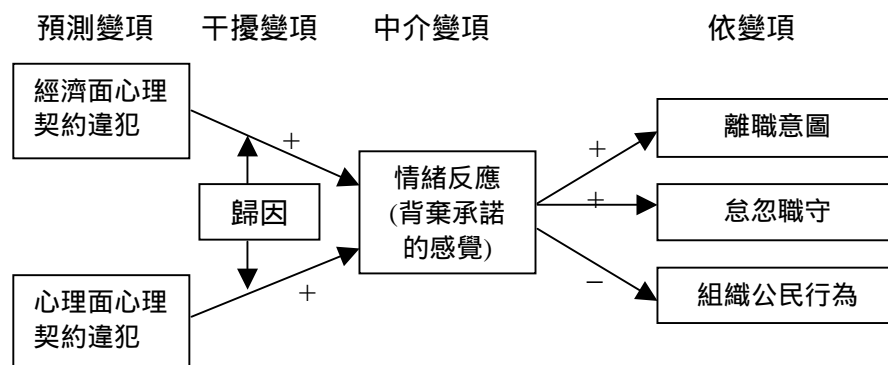 預測變項 干擾變項 中介變項 依變項
經濟面心理
契約違犯
+
歸因
+
心理面心理
契約違犯
情緒反應
(背棄承諾
的感覺)
+
離職意圖
+
怠忽職守
−
組織公民行為